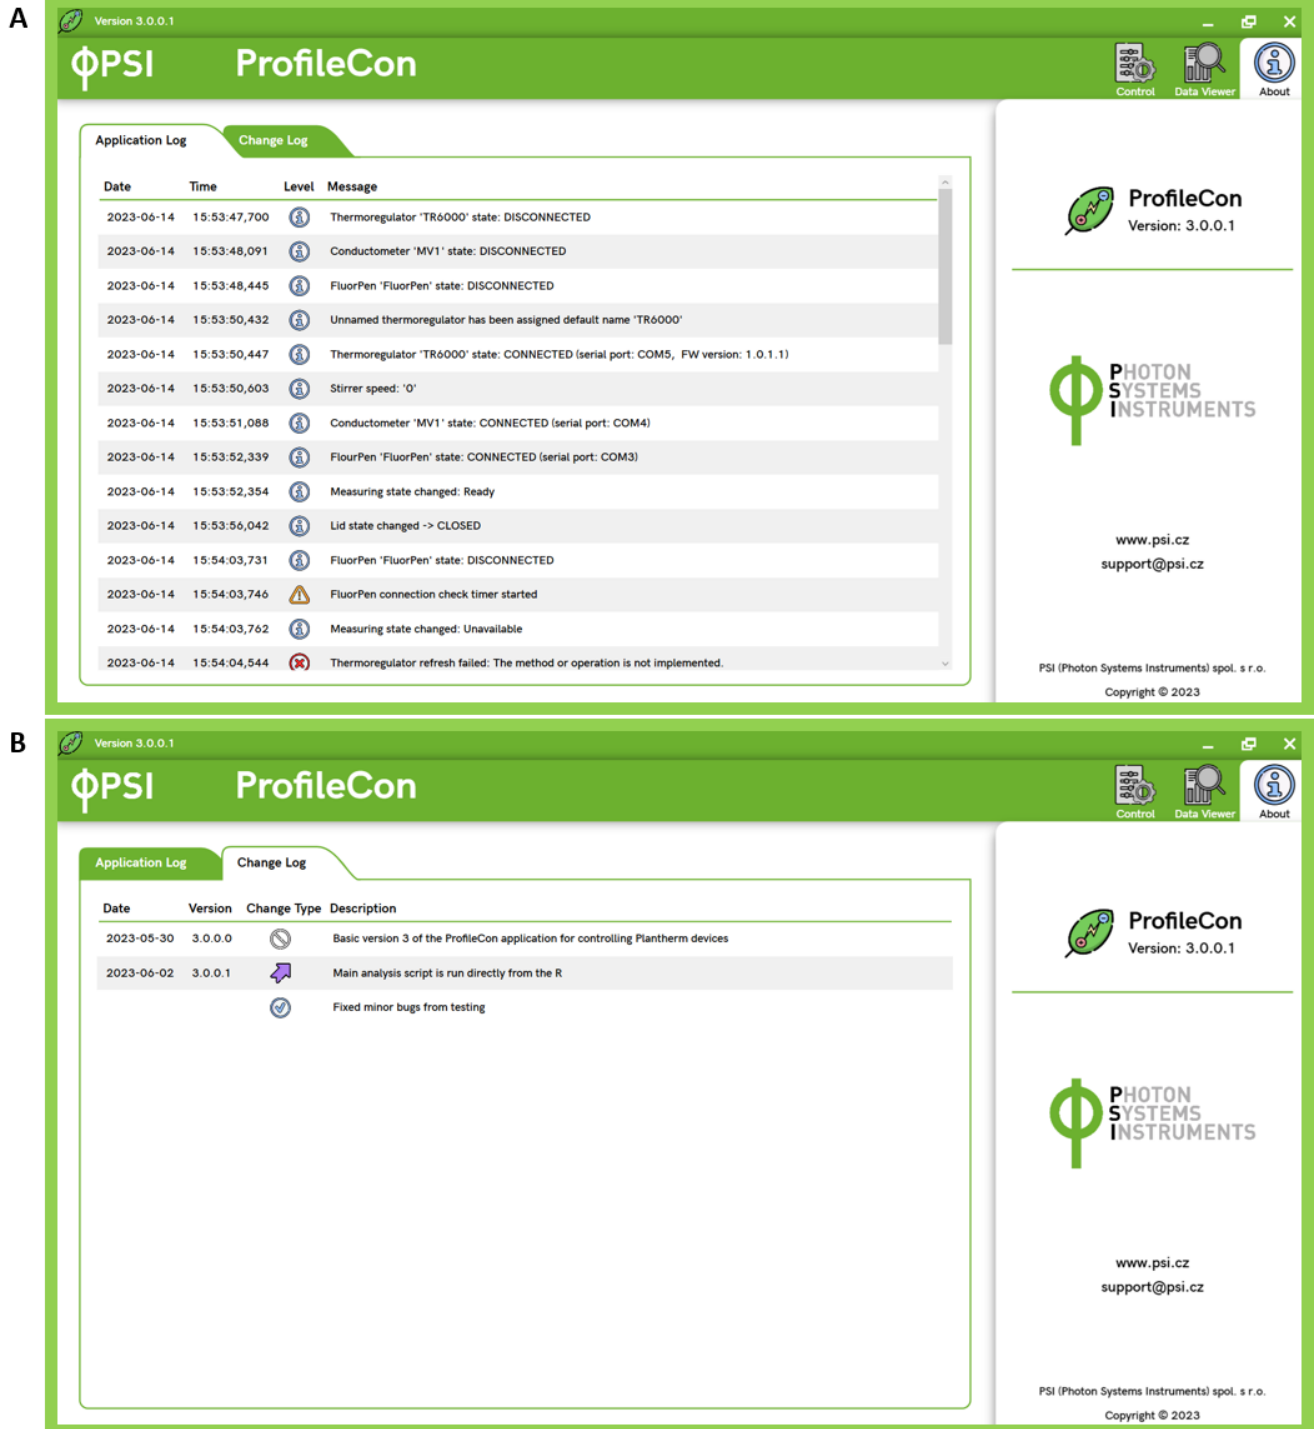 A
Version 3.0.0.1
PSI ProfileCon
Control Data Viewer About
Application Log Change Log
Date Time Level Message
2023-06-14 15:53:47,700 Thermoregulator 'TR6000' state: DISCONNECTED
2023-06-14 15:53:48,091 Conductometer 'MV1' state: DISCONNECTED
2023-06-14 15:53:48,445 FluorPen 'FluorPen' state: DISCONNECTED
2023-06-14 15:53:50,432 Unnamed thermoregulator has been assigned default name 'TR6000'
2023-06-14 15:53:50,447 Thermoregulator 'TR6000' state: CONNECTED (serial port: COM5, FW version: 1.0.1.1)
2023-06-14 15:53:50,603 Stirrer speed: '0'
2023-06-14 15:53:51,088 Conductometer 'MV1' state: CONNECTED (serial port: COM4)
2023-06-14 15:53:52,339 FlourPen 'FluorPen' state: CONNECTED (serial port: COM3)
2023-06-14 15:53:52,354 Measuring state changed: Ready
2023-06-14 15:53:56,042 Lid state changed -> CLOSED
2023-06-14 15:54:03,731 FluorPen 'FluorPen' state: DISCONNECTED
2023-06-14 15:54:03,746 FluorPen connection check timer started
2023-06-14 15:54:03,762 Measuring state changed: Unavailable
2023-06-14 15:54:04,544 Thermoregulator refresh failed: The method or operation is not implemented.
ProfileCon
Version: 3.0.0.1
PHOTON
SYSTEMS
INSTRUMENTS
www.psi.cz
support@psi.cz
PSI (Photon Systems Instruments) spol. s r.o.
Copyright © 2023
B
Version 3.0.0.1
PSI ProfileCon
Control Data Viewer About
Application Log Change Log
Date Version Change Type Description
2023-05-30 3.0.0.0 Basic version 3 of the ProfileCon application for controlling Plantherm devices
2023-06-02 3.0.0.1 Main analysis script is run directly from the R
Fixed minor bugs from testing
ProfileCon
Version: 3.0.0.1
PHOTON
SYSTEMS
INSTRUMENTS
www.psi.cz
support@psi.cz
PSI (Photon Systems Instruments) spol. s r.o.
Copyright © 2023